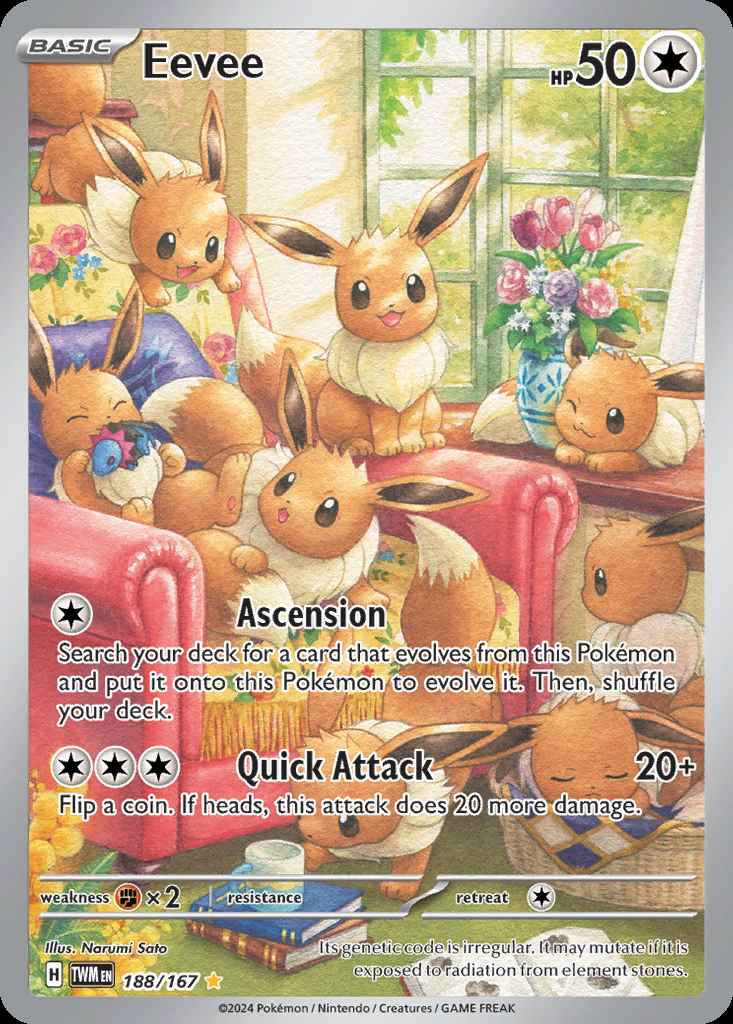 BASIC
Eevee
HP 50
Ascension
Search your deck for a card that evolves from this Pokémon
and put it onto this Pokémon to evolve it. Then, shuffle
your deck.
Quick Attack 20+
Flip a coin. If heads, this attack does 20 more damage.
weakness ×2 resistance retreat
Illus. Narumi Sato
Its genetic code is irregular. It may mutate if it is
exposed to radiation from element stones.
H TWM EN 188/167
©2024 Pokémon / Nintendo / Creatures / GAME FREAK